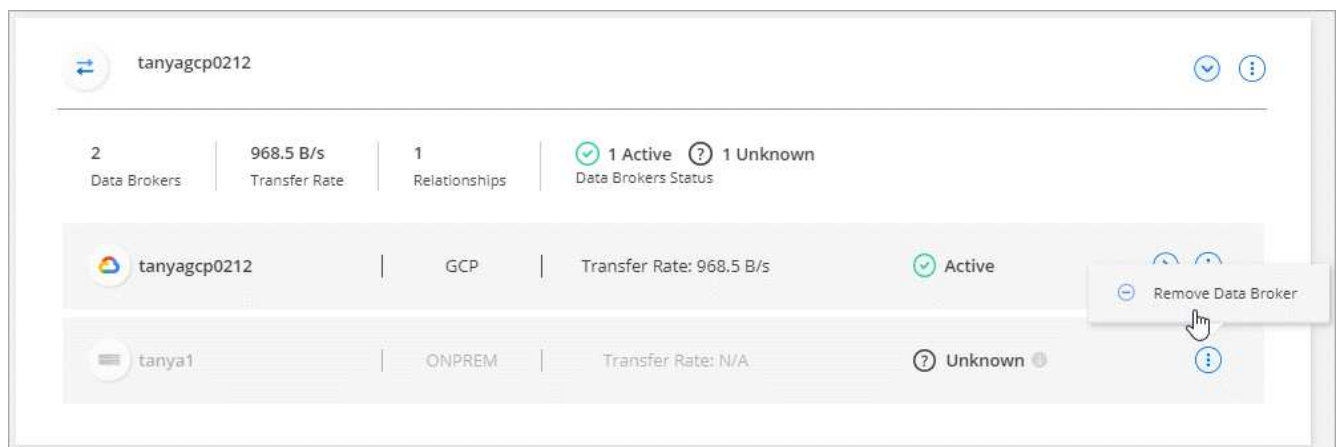 tanyagcp0212
2 968.5 B/s 1 1 Active ? 1 Unknown
Data Brokers Transfer Rate Relationships Data Brokers Status
tanyagcp0212 GCP Transfer Rate: 968.5 B/s Active
Remove Data Broker
tanya1 ONPREM Transfer Rate: N/A ? Unknown